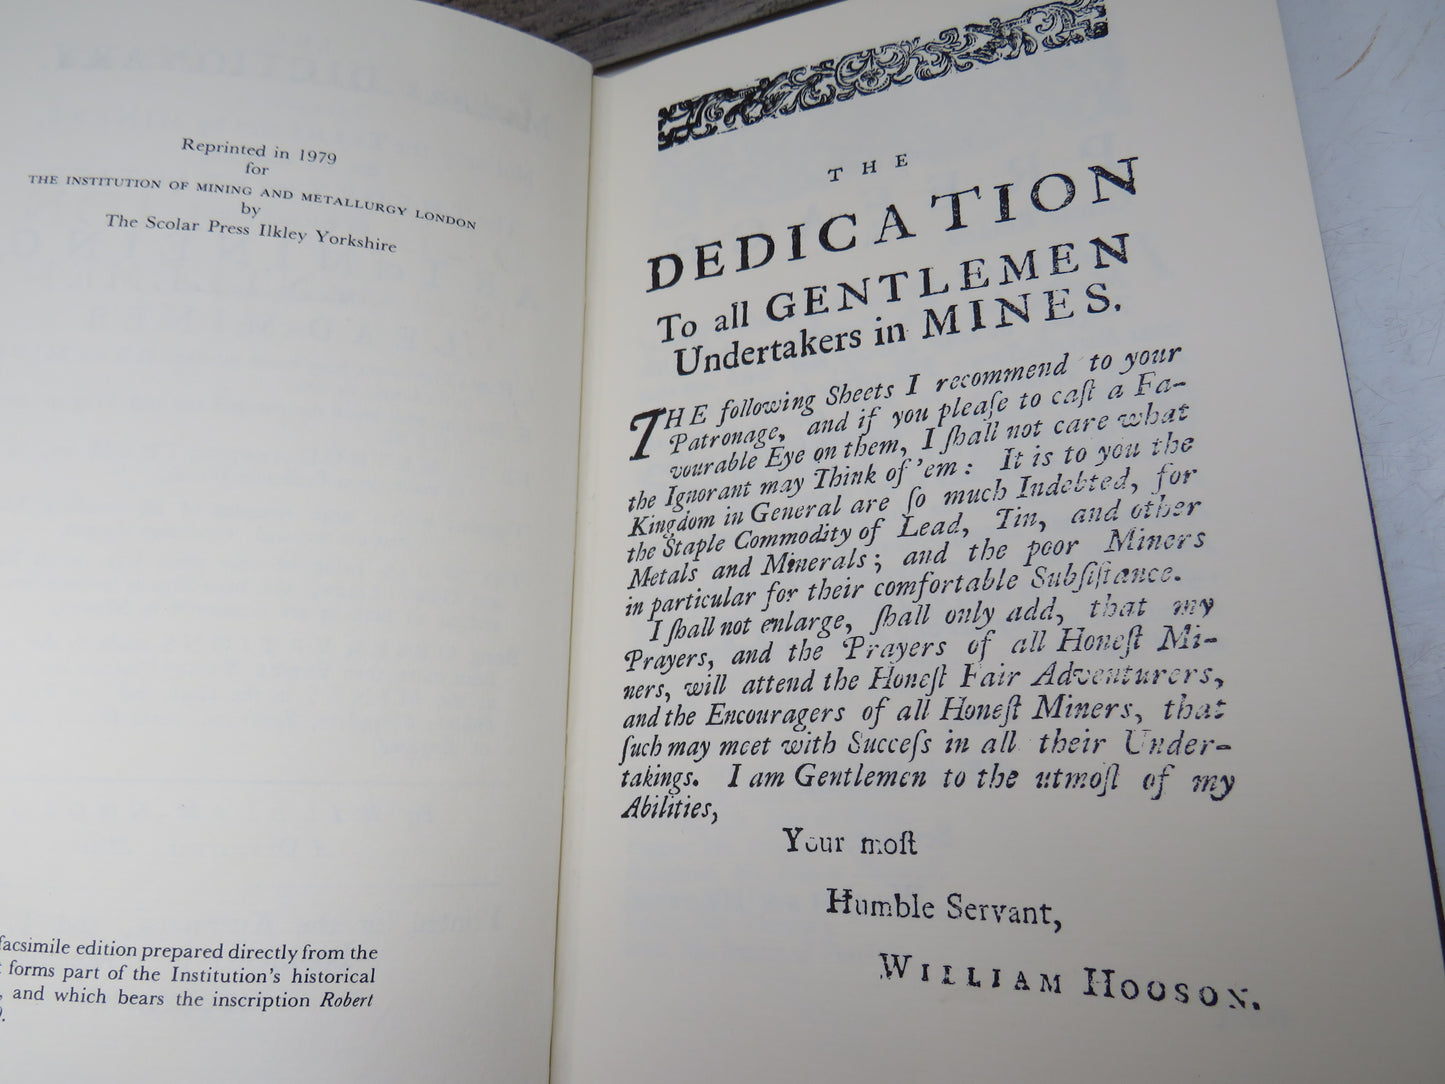 Reprinted in 1979
for
THE INSTITUTION OF MINING AND METALLURGY LONDON
by
The Scolar Press Ilkley Yorkshire
facsimile edition prepared directly from the
forms part of the Institution's historical
, and which bears the inscription Robert
THE
DEDICATION
To all GENTLEMEN
Undertakers in MINES.
THE following Sheets I recommend to your
Patronage, and if you pleaſe to caſt a Fa-
vourable Eye on them, I ſhall not care what
the Ignorant may Think of 'em: It is to you the
Kingdom in General are ſo much Indebted, for
the Staple Commodity of Lead, Tin, and other
Metals and Minerals; and the poor Miners
in particular for their comfortable Subſiſtance.
I ſhall not enlarge, ſhall only add, that my
Prayers, and the Prayers of all Honeſt Mi-
ners, will attend the Honeſt Fair Adventurers,
and the Encouragers of all Honeſt Miners, that
ſuch may meet with Succeſs in all their Under-
takings. I am Gentlemen to the utmoſt of my
Abilities,
Your moſt
Humble Servant,
WILLIAM HOOSON.